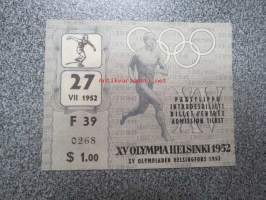 27
VII 1952
F 39
0268
$ 1.00
XV
PÄÄSYLIPPU
INTRÄDESBILJETT
BILLET D'ENTRÉE
ADMISSION TICKET
XV OLYMPIA HELSINKI 1952
XV OLYMPIADEN HELSINGFORS 1952